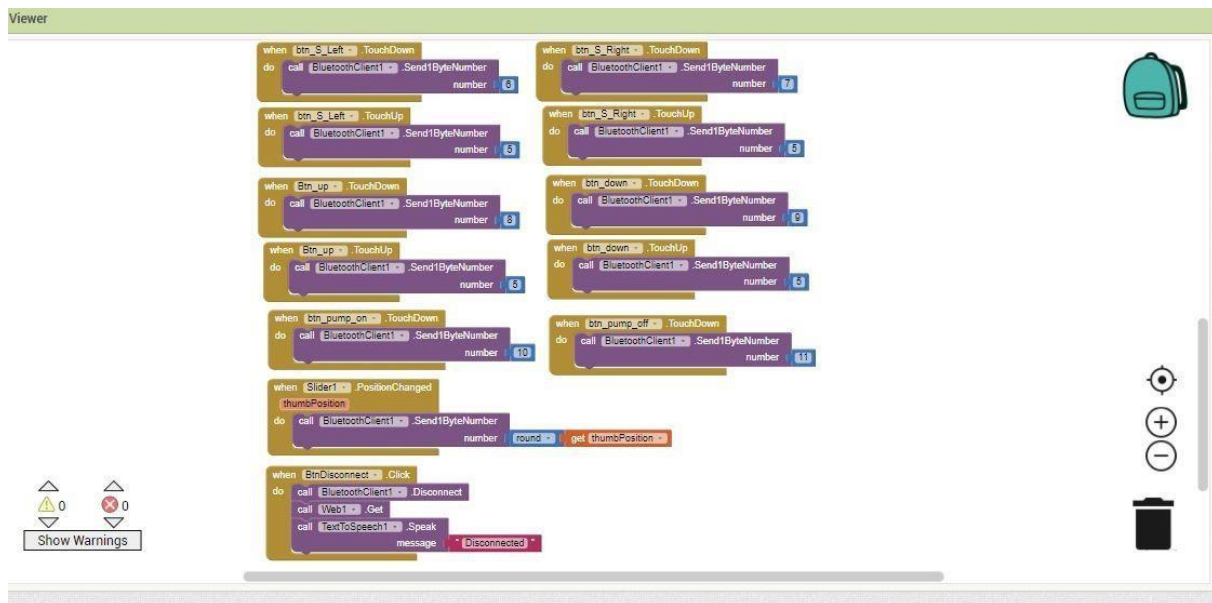 Viewer
when btn_S_Left .TouchDown
do call BluetoothClient1 .Send1ByteNumber
number 6
when btn_S_Right .TouchDown
do call BluetoothClient1 .Send1ByteNumber
number 7
when btn_S_Left .TouchUp
do call BluetoothClient1 .Send1ByteNumber
number 5
when btn_S_Right .TouchUp
do call BluetoothClient1 .Send1ByteNumber
number 5
when Btn_up .TouchDown
do call BluetoothClient1 .Send1ByteNumber
number 8
when btn_down .TouchDown
do call BluetoothClient1 .Send1ByteNumber
number 9
when Btn_up .TouchUp
do call BluetoothClient1 .Send1ByteNumber
number 5
when btn_down .TouchUp
do call BluetoothClient1 .Send1ByteNumber
number 5
when btn_pump_on .TouchDown
do call BluetoothClient1 .Send1ByteNumber
number 10
when btn_pump_off .TouchDown
do call BluetoothClient1 .Send1ByteNumber
number 11
when Slider1 .PositionChanged
thumbPosition
do call BluetoothClient1 .Send1ByteNumber
number round get thumbPosition
when BtnDisconnect .Click
do call BluetoothClient1 .Disconnect
call Web1 .Get
call TextToSpeech1 .Speak
message " Disconnected "
0 0
Show Warnings